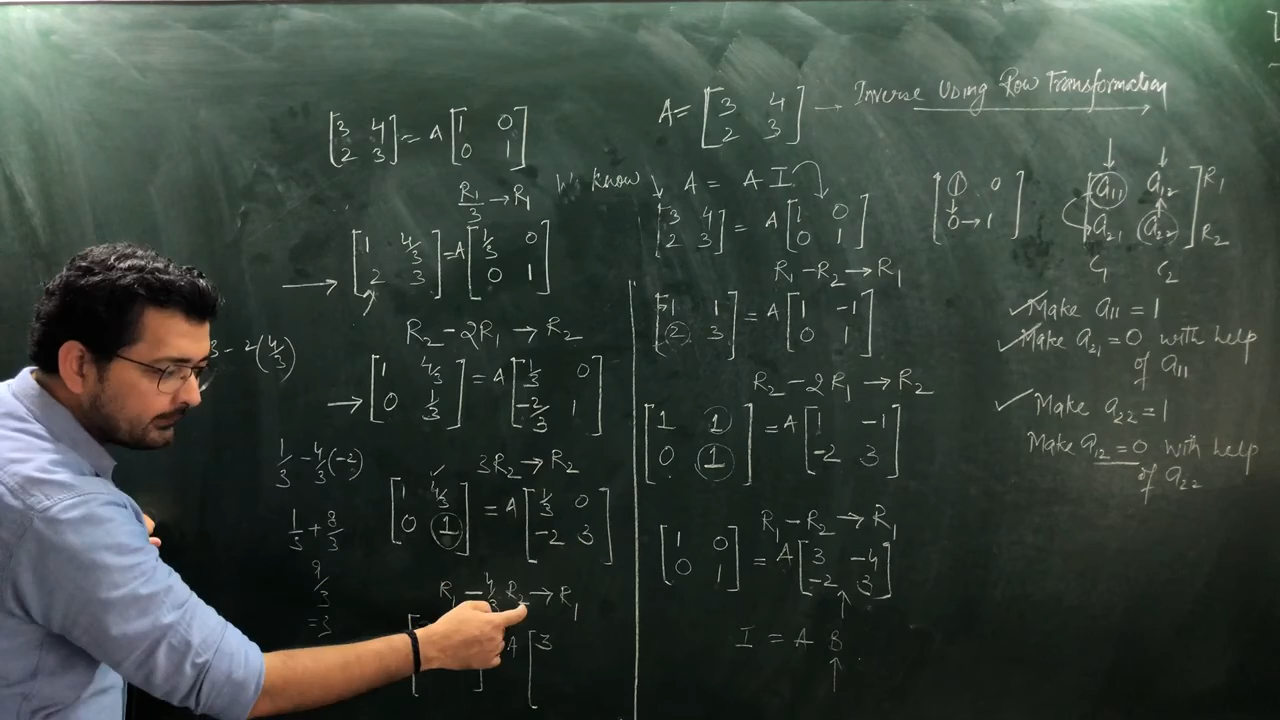 A = [3 4; 2 3] → Inverse Using Row Transformation
[3 4; 2 3] = A [1 0; 0 1]
R1/3 → R1
→ [1 4/3; 2 3] = A [1/3 0; 0 1]
R2 - 2R1 → R2
3 - 2(4/3)
→ [1 4/3; 0 1/3] = A [1/3 0; -2/3 1]
3R2 → R2
1/3 - 4/3(-2)
✓
[1 4/3; 0 1] = A [1/3 0; -2 3]
1/3 + 8/3
9/3
= 3
R1 - 4/3 R2 → R1
A [3
We know A = A I
[3 4; 2 3] = A [1 0; 0 1]
R1 - R2 → R1
[1 1; 2 3] = A [1 -1; 0 1]
R2 - 2R1 → R2
[1 1; 0 1] = A [1 -1; -2 3]
R1 - R2 → R1
[1 0; 0 1] = A [3 -4; -2 3]
I = A B
[1 0; 0 → 1]
[a11 a12; a21 a22] R1 R2
C1 C2
✓ Make a11 = 1
✓ Make a21 = 0 with help
of a11
✓ Make a22 = 1
Make a12 = 0 with help
of a22